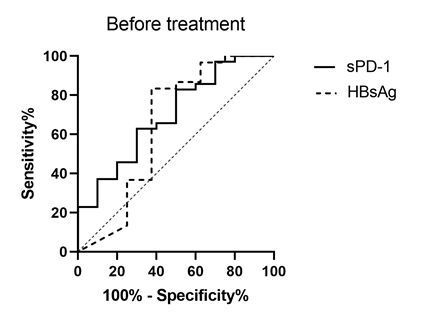 Before treatment
sPD-1
HBsAg
Sensitivity%
100
80
60
40
20
0
0 20 40 60 80 100
100% - Specificity%